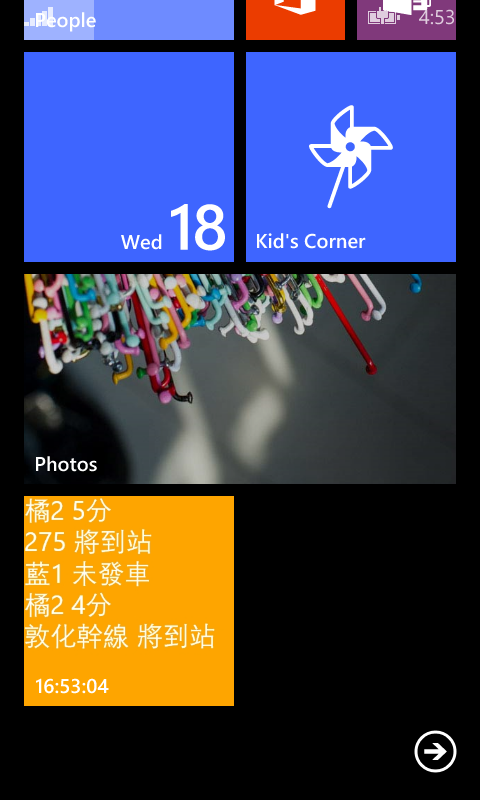 People
4:53
Wed 18
Kid's Corner
Photos
橘2 5分
275 將到站
藍1 未發車
橘2 4分
敦化幹線 將到站
16:53:04